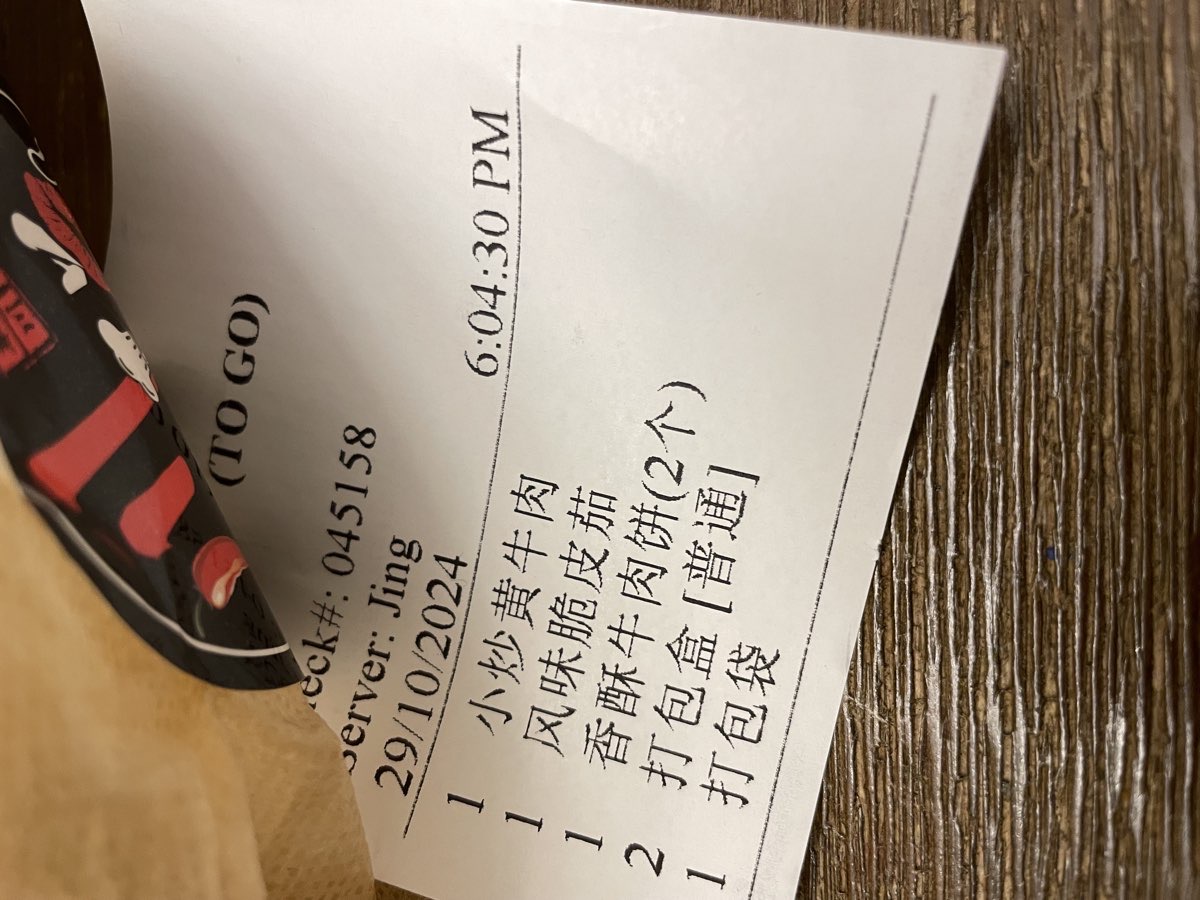 (TO GO)
eck#: 045158
Server: Jing
29/10/2024 6:04:30 PM
1 小炒黄牛肉
1 风味脆皮茄
1 香酥牛肉饼(2个)
2 打包盒 [普通]
1 打包袋